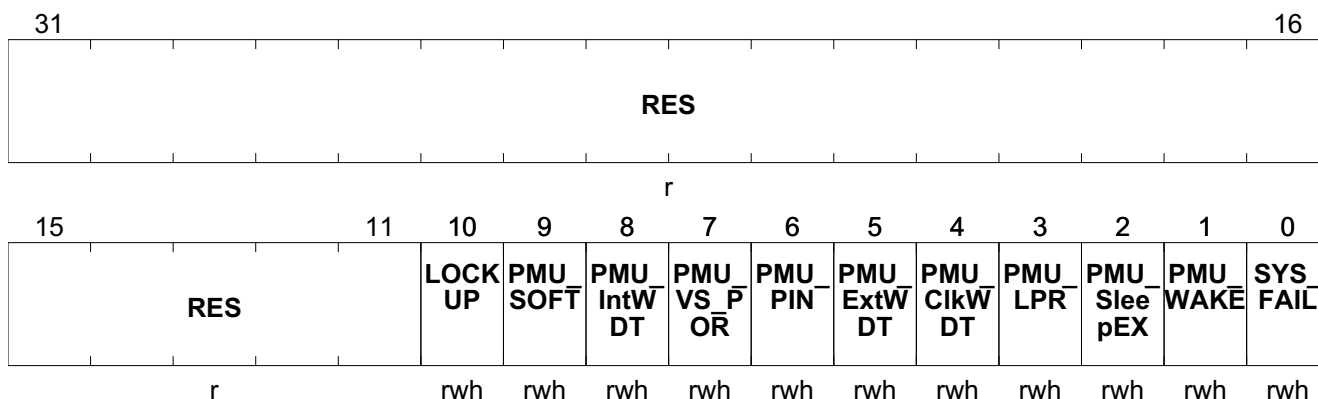 31 16
RES
r
15 11 10 9 8 7 6 5 4 3 2 1 0
RES LOCK PMU_ PMU_ PMU_ PMU_ PMU_ PMU_ PMU_ PMU_ PMU_ SYS_
UP SOFT IntW VS_P PIN ExtW ClkW LPR Slee WAKE FAIL
DT OR DT DT pEX
r rwh rwh rwh rwh rwh rwh rwh rwh rwh rwh rwh